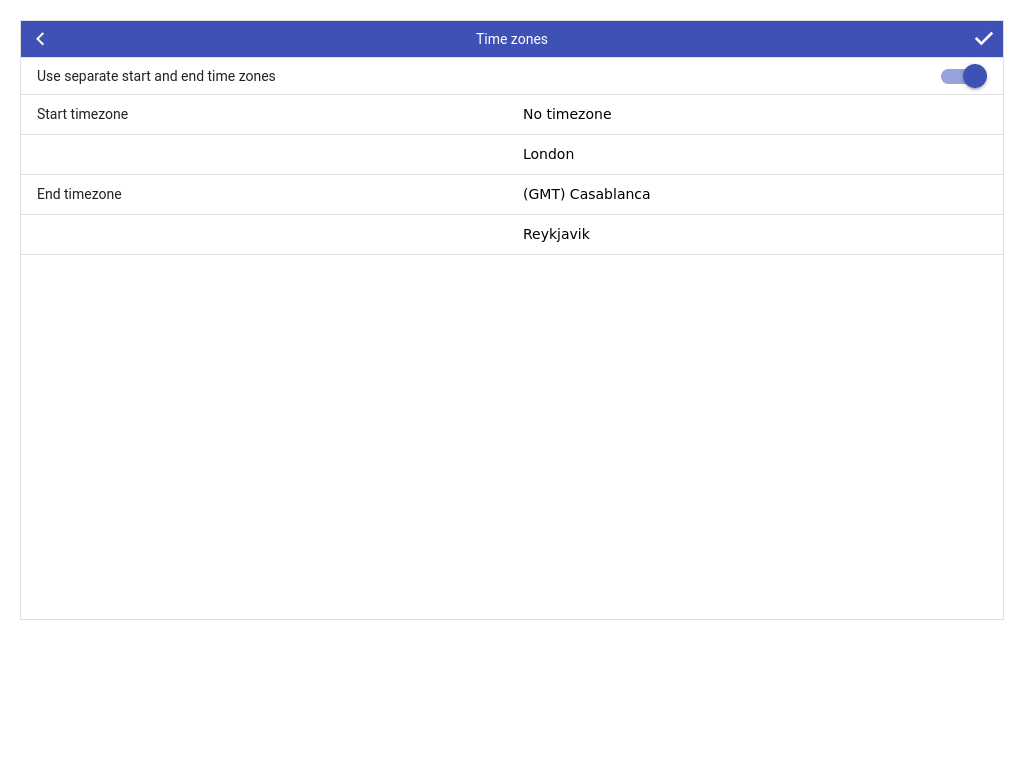 Time zones
Use separate start and end time zones
Start timezone
No timezone
London
End timezone
(GMT) Casablanca
Reykjavik